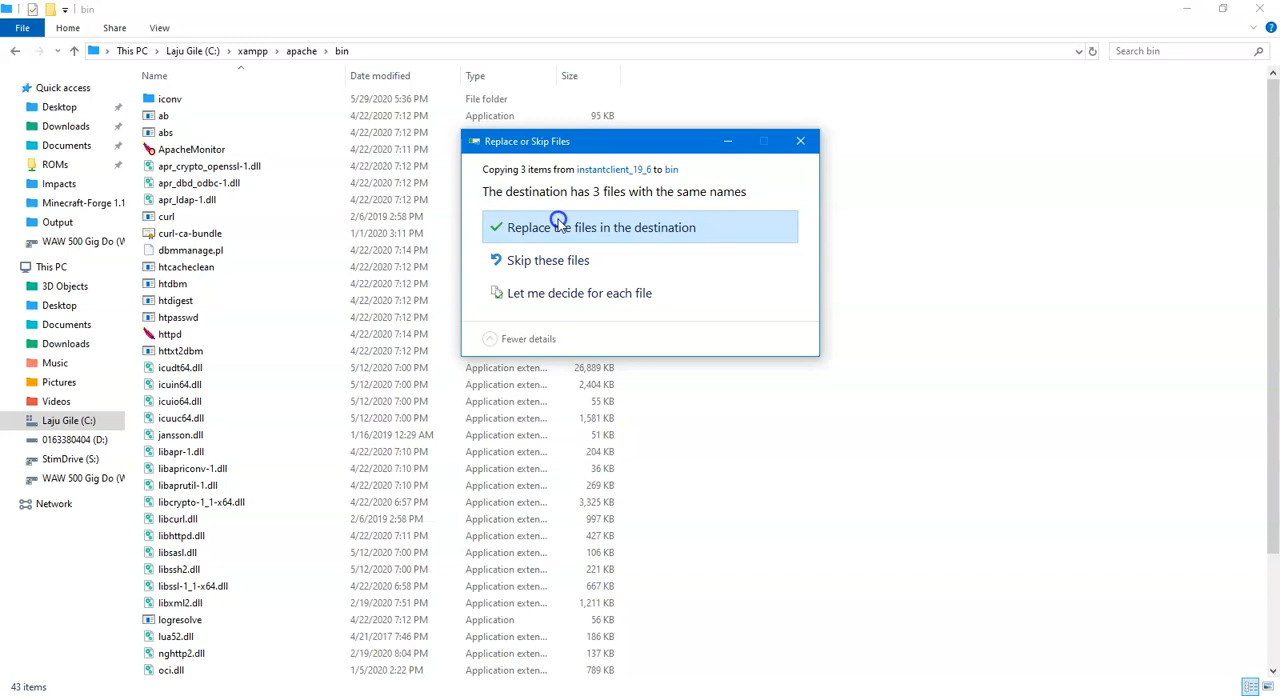 bin
File Home Share View
This PC Laju Gile (C:) xampp apache bin
Search bin
Name Date modified Type Size
Quick access
Desktop
Downloads
Documents
ROMs
Impacts
Minecraft-Forge 1.1
Output
WAW 500 Gig Do (W
This PC
3D Objects
Desktop
Documents
Downloads
Music
Pictures
Videos
Laju Gile (C:)
0163380404 (D:)
StimDrive (S:)
WAW 500 Gig Do (W
Network
iconv 5/29/2020 5:36 PM File folder
ab 4/22/2020 7:12 PM Application 95 KB
abs 4/22/2020 7:12 PM
ApacheMonitor 4/22/2020 7:11 PM
apr_crypto_openssl-1.dll 4/22/2020 7:12 PM
apr_dbd_odbc-1.dll 4/22/2020 7:12 PM
apr_ldap-1.dll 4/22/2020 7:12 PM
curl 2/6/2019 2:58 PM
curl-ca-bundle 1/1/2020 3:11 PM
dbmmanage.pl 4/22/2020 7:14 PM
htcacheclean 4/22/2020 7:12 PM
htdbm 4/22/2020 7:12 PM
htdigest 4/22/2020 7:12 PM
htpasswd 4/22/2020 7:12 PM
httpd 4/22/2020 7:14 PM
httxt2dbm 4/22/2020 7:12 PM
icudt64.dll 5/12/2020 7:00 PM Application exten... 26,889 KB
icuin64.dll 5/12/2020 7:00 PM Application exten... 2,404 KB
icuio64.dll 5/12/2020 7:00 PM Application exten... 55 KB
icuuc64.dll 5/12/2020 7:00 PM Application exten... 1,581 KB
jansson.dll 1/16/2019 12:29 AM Application exten... 51 KB
libapr-1.dll 4/22/2020 7:10 PM Application exten... 204 KB
libapriconv-1.dll 4/22/2020 7:10 PM Application exten... 36 KB
libaprutil-1.dll 4/22/2020 7:10 PM Application exten... 269 KB
libcrypto-1_1-x64.dll 4/22/2020 6:57 PM Application exten... 3,325 KB
libcurl.dll 2/6/2019 2:58 PM Application exten... 997 KB
libhttpd.dll 4/22/2020 7:11 PM Application exten... 427 KB
libsasl.dll 5/12/2020 7:00 PM Application exten... 106 KB
libssh2.dll 5/12/2020 7:00 PM Application exten... 221 KB
libssl-1_1-x64.dll 4/22/2020 6:58 PM Application exten... 667 KB
libxml2.dll 2/19/2020 7:51 PM Application exten... 1,211 KB
logresolve 4/22/2020 7:12 PM Application 56 KB
lua52.dll 4/21/2017 7:46 PM Application exten... 186 KB
nghttp2.dll 2/19/2020 8:04 PM Application exten... 137 KB
oci.dll 1/5/2020 2:22 PM Application exten... 789 KB
Replace or Skip Files
Copying 3 items from instantclient_19_6 to bin
The destination has 3 files with the same names
Replace the files in the destination
Skip these files
Let me decide for each file
Fewer details
43 items